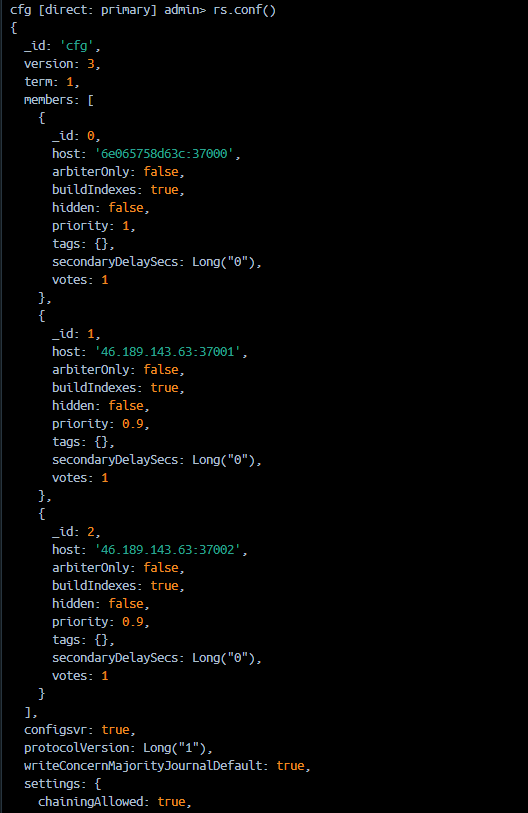 cfg [direct: primary] admin> rs.conf()
{
  _id: 'cfg',
  version: 3,
  term: 1,
  members: [
    {
      _id: 0,
      host: '6e065758d63c:37000',
      arbiterOnly: false,
      buildIndexes: true,
      hidden: false,
      priority: 1,
      tags: {},
      secondaryDelaySecs: Long("0"),
      votes: 1
    },
    {
      _id: 1,
      host: '46.189.143.63:37001',
      arbiterOnly: false,
      buildIndexes: true,
      hidden: false,
      priority: 0.9,
      tags: {},
      secondaryDelaySecs: Long("0"),
      votes: 1
    },
    {
      _id: 2,
      host: '46.189.143.63:37002',
      arbiterOnly: false,
      buildIndexes: true,
      hidden: false,
      priority: 0.9,
      tags: {},
      secondaryDelaySecs: Long("0"),
      votes: 1
    }
  ],
  configsvr: true,
  protocolVersion: Long("1"),
  writeConcernMajorityJournalDefault: true,
  settings: {
    chainingAllowed: true,